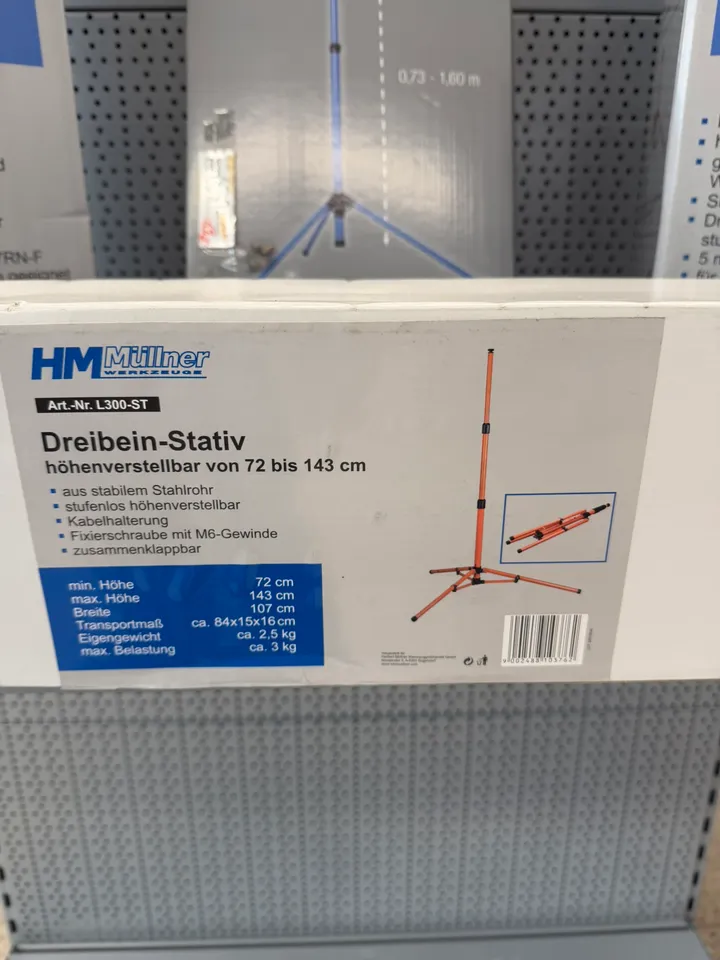 0,73 - 1,60 m
7RN-F
HM Müllner
WERKZEUGE
Art.-Nr. L300-ST
Dreibein-Stativ
höhenverstellbar von 72 bis 143 cm
▪ aus stabilem Stahlrohr
▪ stufenlos höhenverstellbar
▪ Kabelhalterung
▪ Fixierschraube mit M6-Gewinde
▪ zusammenklappbar
min. Höhe 72 cm
max. Höhe 143 cm
Breite 107 cm
Transportmaß ca. 84x15x16cm
Eigengewicht ca. 2,5 kg
max. Belastung ca. 3 kg